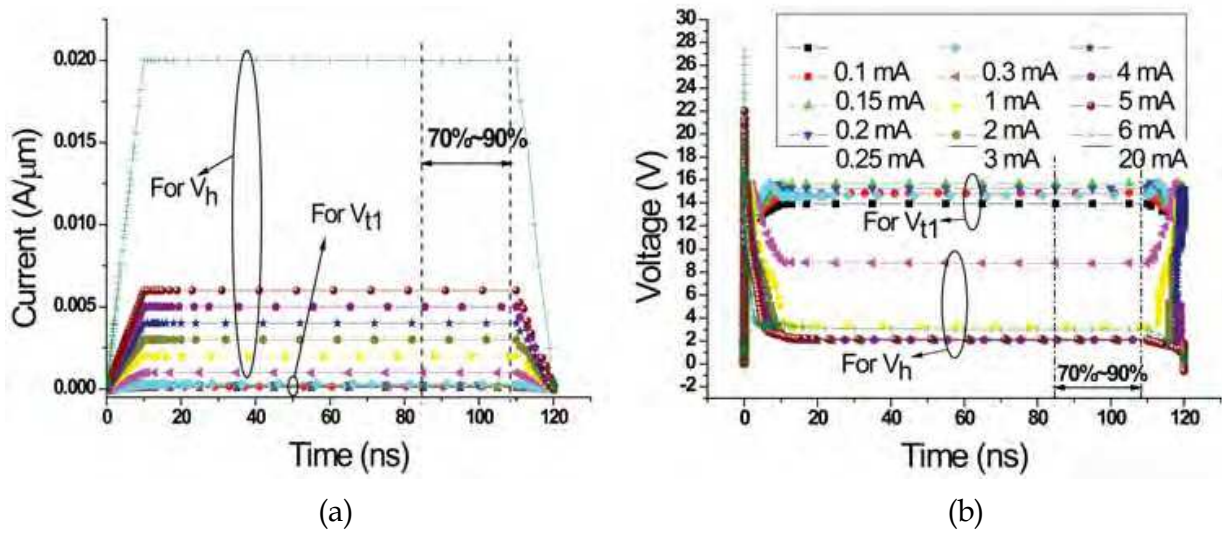 0.020
0.015
0.010
0.005
0.000
Current (A/μm)
70%~90%
For Vh
For Vt1
0 20 40 60 80 100 120
Time (ns)
(a)
30
28
26
24
22
20
18
16
14
12
10
8
6
4
2
0
-2
Voltage (V)
0.1 mA 0.3 mA 4 mA
0.15 mA 1 mA 5 mA
0.2 mA 2 mA 6 mA
0.25 mA 3 mA 20 mA
For Vt1
For Vh
70%~90%
0 20 40 60 80 100 120
Time (ns)
(b)